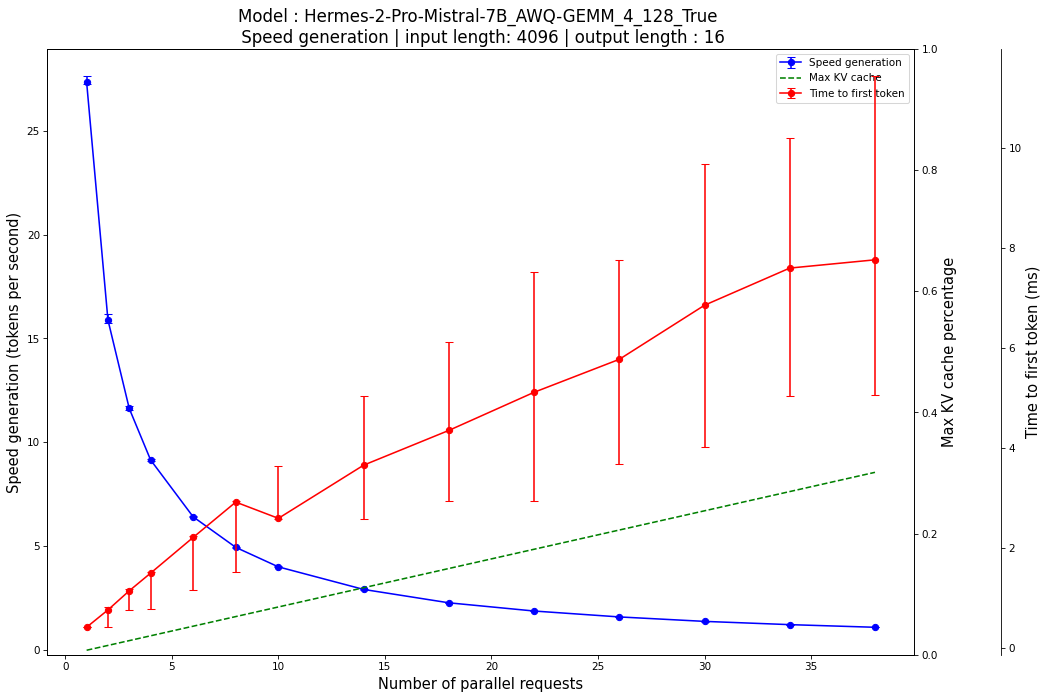 Model : Hermes-2-Pro-Mistral-7B_AWQ-GEMM_4_128_True
Speed generation | input length: 4096 | output length : 16
Speed generation
Max KV cache
Time to first token
Speed generation (tokens per second)
25
20
15
10
5
0
0
5
10
15
20
25
30
35
Number of parallel requests
1.0
0.8
0.6
0.4
0.2
0.0
Max KV cache percentage
10
8
6
4
2
0
Time to first token (ms)